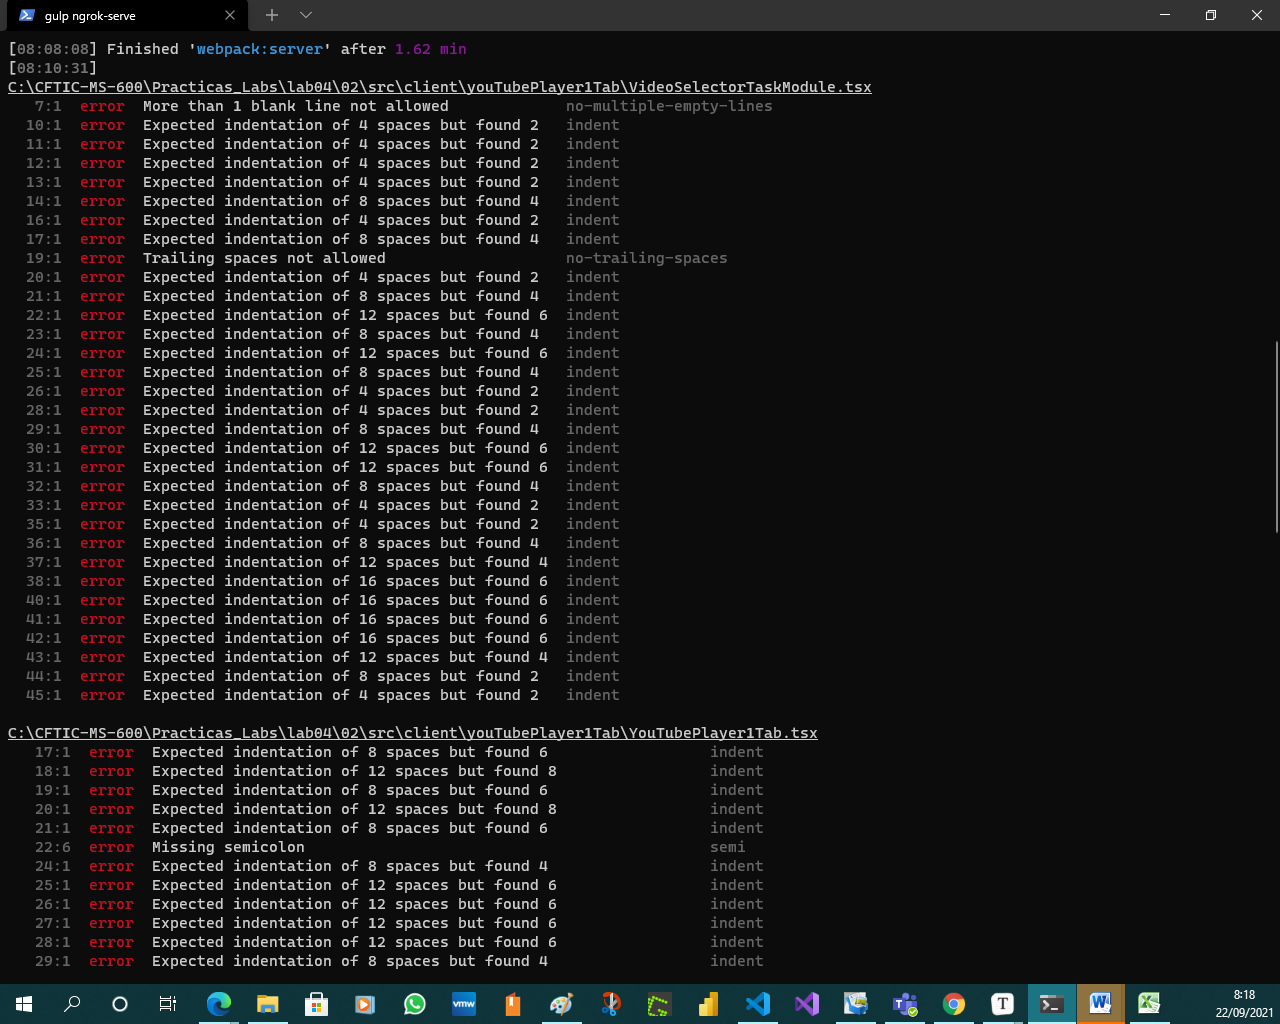 gulp ngrok-serve
[08:08:08] Finished 'webpack:server' after 1.62 min
[08:10:31]
C:\CFTIC-MS-600\Practicas_Labs\lab04\02\src\client\youTubePlayer1Tab\VideoSelectorTaskModule.tsx
7:1 error More than 1 blank line not allowed no-multiple-empty-lines
10:1 error Expected indentation of 4 spaces but found 2 indent
11:1 error Expected indentation of 4 spaces but found 2 indent
12:1 error Expected indentation of 4 spaces but found 2 indent
13:1 error Expected indentation of 4 spaces but found 2 indent
14:1 error Expected indentation of 8 spaces but found 4 indent
16:1 error Expected indentation of 4 spaces but found 2 indent
17:1 error Expected indentation of 8 spaces but found 4 indent
19:1 error Trailing spaces not allowed no-trailing-spaces
20:1 error Expected indentation of 4 spaces but found 2 indent
21:1 error Expected indentation of 8 spaces but found 4 indent
22:1 error Expected indentation of 12 spaces but found 6 indent
23:1 error Expected indentation of 8 spaces but found 4 indent
24:1 error Expected indentation of 12 spaces but found 6 indent
25:1 error Expected indentation of 8 spaces but found 4 indent
26:1 error Expected indentation of 4 spaces but found 2 indent
28:1 error Expected indentation of 4 spaces but found 2 indent
29:1 error Expected indentation of 8 spaces but found 4 indent
30:1 error Expected indentation of 12 spaces but found 6 indent
31:1 error Expected indentation of 12 spaces but found 6 indent
32:1 error Expected indentation of 8 spaces but found 4 indent
33:1 error Expected indentation of 4 spaces but found 2 indent
35:1 error Expected indentation of 4 spaces but found 2 indent
36:1 error Expected indentation of 8 spaces but found 4 indent
37:1 error Expected indentation of 12 spaces but found 4 indent
38:1 error Expected indentation of 16 spaces but found 6 indent
40:1 error Expected indentation of 16 spaces but found 6 indent
41:1 error Expected indentation of 16 spaces but found 6 indent
42:1 error Expected indentation of 16 spaces but found 6 indent
43:1 error Expected indentation of 12 spaces but found 4 indent
44:1 error Expected indentation of 8 spaces but found 2 indent
45:1 error Expected indentation of 4 spaces but found 2 indent
C:\CFTIC-MS-600\Practicas_Labs\lab04\02\src\client\youTubePlayer1Tab\YouTubePlayer1Tab.tsx
17:1 error Expected indentation of 8 spaces but found 6 indent
18:1 error Expected indentation of 12 spaces but found 8 indent
19:1 error Expected indentation of 8 spaces but found 6 indent
20:1 error Expected indentation of 12 spaces but found 8 indent
21:1 error Expected indentation of 8 spaces but found 6 indent
22:6 error Missing semicolon semi
24:1 error Expected indentation of 8 spaces but found 4 indent
25:1 error Expected indentation of 12 spaces but found 6 indent
26:1 error Expected indentation of 12 spaces but found 6 indent
27:1 error Expected indentation of 12 spaces but found 6 indent
28:1 error Expected indentation of 12 spaces but found 6 indent
29:1 error Expected indentation of 8 spaces but found 4 indent
vmw
T
8:18
22/09/2021